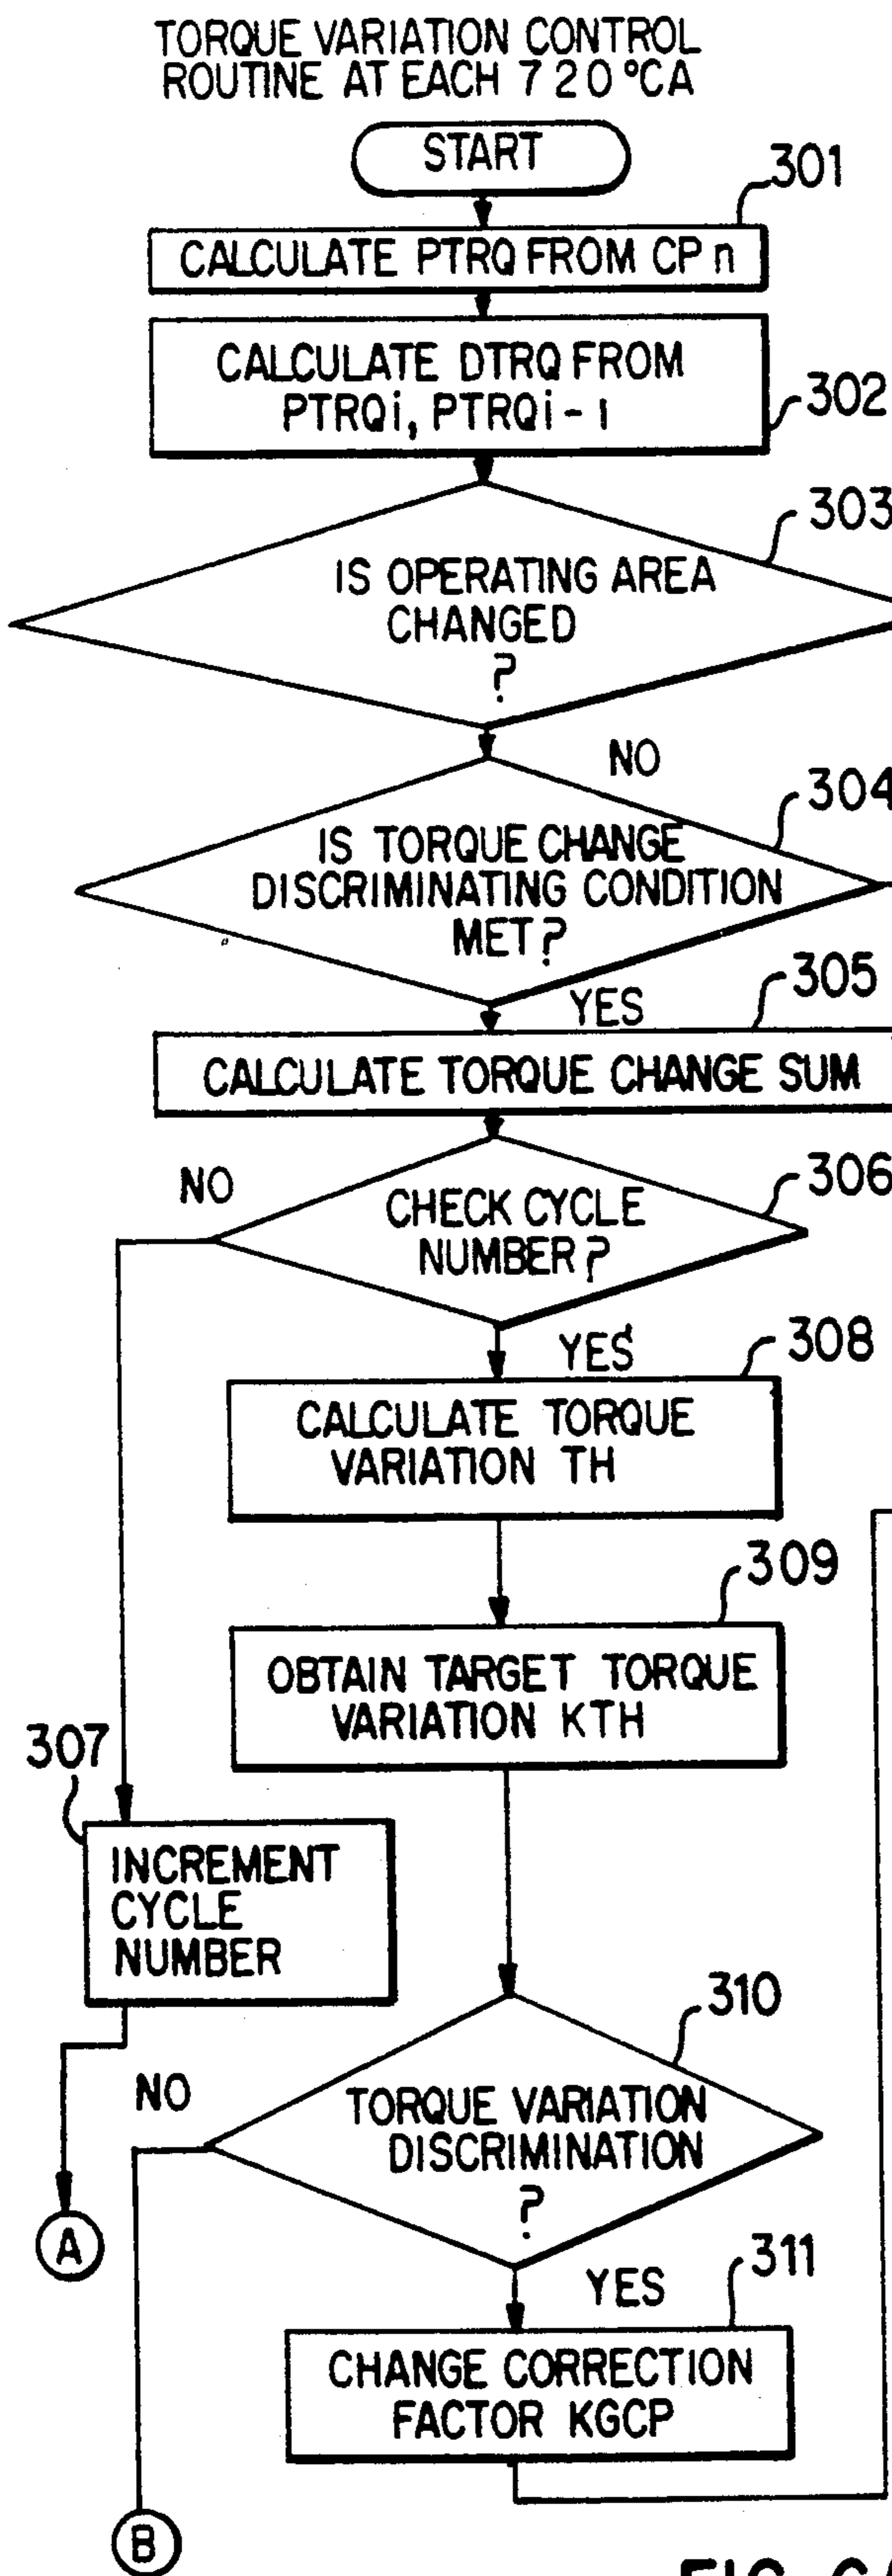 TORQUE VARIATION CONTROL
ROUTINE AT EACH 720°CA
START
301
CALCULATE PTRQ FROM CPn
CALCULATE DTRQ FROM
PTRQi, PTRQi-1
302
303
IS OPERATING AREA
CHANGED
?
NO
304
IS TORQUE CHANGE
DISCRIMINATING CONDITION
MET?
YES
305
CALCULATE TORQUE CHANGE SUM
NO
306
CHECK CYCLE
NUMBER?
YES
308
CALCULATE TORQUE
VARIATION TH
309
OBTAIN TARGET TORQUE
VARIATION KTH
307
INCREMENT
CYCLE
NUMBER
310
NO
TORQUE VARIATION
DISCRIMINATION
?
A
YES
311
CHANGE CORRECTION
FACTOR KGCP
B